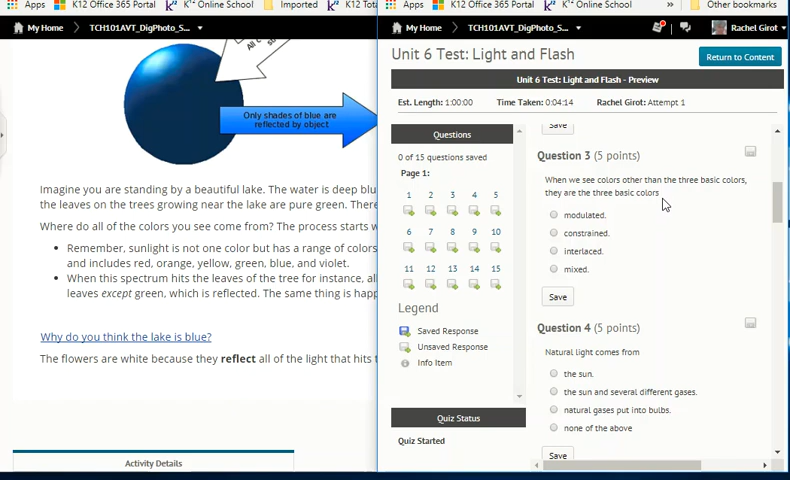 Apps K12 Office 365 Portal K¹² Online School Imported K12 Tota
My Home TCH101AVT_DigPhoto_S...
All c
su
Only shades of blue are
reflected by object
Imagine you are standing by a beautiful lake. The water is deep blu
the leaves on the trees growing near the lake are pure green. There
Where do all of the colors you see come from? The process starts w
Remember, sunlight is not one color but has a range of colors
and includes red, orange, yellow, green, blue, and violet.
When this spectrum hits the leaves of the tree for instance, al
leaves except green, which is reflected. The same thing is hap
Why do you think the lake is blue?
The flowers are white because they reflect all of the light that hits t
Activity Details
Apps K12 Office 365 Portal K¹² Online School » Other bookmarks
My Home TCH101AVT_DigPhoto_S... Rachel Girot
Unit 6 Test: Light and Flash
Return to Content
Unit 6 Test: Light and Flash - Preview
Est. Length: 1:00:00 Time Taken: 0:04:14 Rachel Girot: Attempt 1
Questions
0 of 15 questions saved
Page 1:
1 2 3 4 5
6 7 8 9 10
11 12 13 14 15
Legend
Saved Response
Unsaved Response
Info Item
Quiz Status
Quiz Started
Save
Question 3 (5 points)
When we see colors other than the three basic colors,
they are the three basic colors
modulated.
constrained.
interlaced.
mixed.
Save
Question 4 (5 points)
Natural light comes from
the sun.
the sun and several different gases.
natural gases put into bulbs.
none of the above
Save